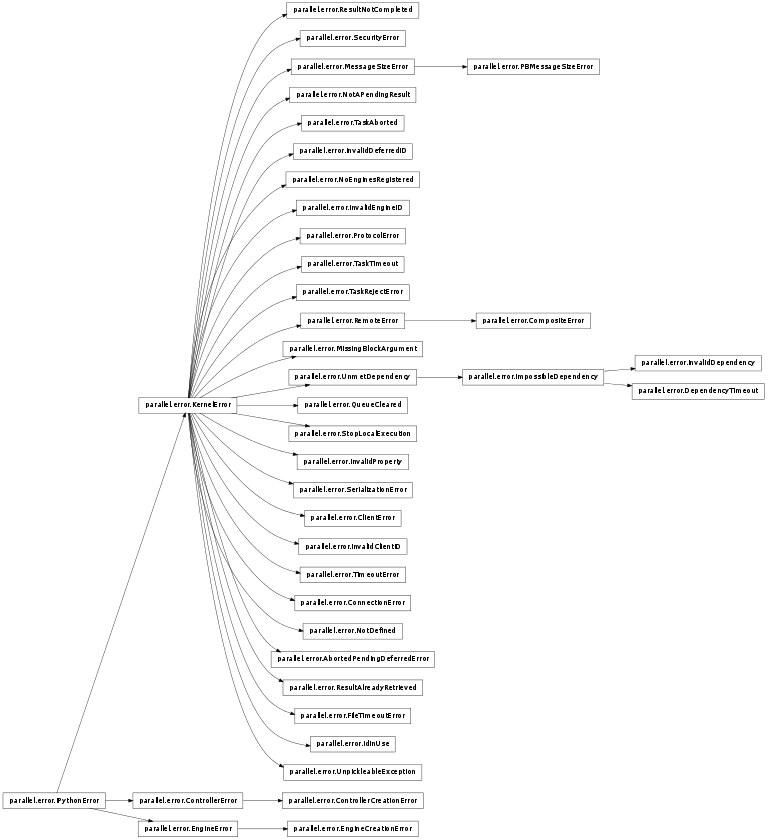 parallel.error.ResultNotCompleted
parallel.error.SecurityError
parallel.error.MessageSizeError
parallel.error.PBMessageSizeError
parallel.error.NotAPendingResult
parallel.error.TaskAborted
parallel.error.InvalidDeferredID
parallel.error.NoEnginesRegistered
parallel.error.InvalidEngineID
parallel.error.ProtocolError
parallel.error.TaskTimeout
parallel.error.TaskRejectError
parallel.error.RemoteError
parallel.error.CompositeError
parallel.error.MissingBlockArgument
parallel.error.InvalidDependency
parallel.error.UnmetDependency
parallel.error.ImpossibleDependency
parallel.error.DependencyTimeout
parallel.error.KernelError
parallel.error.QueueCleared
parallel.error.StopLocalExecution
parallel.error.InvalidProperty
parallel.error.SerializationError
parallel.error.ClientError
parallel.error.InvalidClientID
parallel.error.TimeoutError
parallel.error.ConnectionError
parallel.error.NotDefined
parallel.error.AbortedPendingDeferredError
parallel.error.ResultAlreadyRetrieved
parallel.error.FileTimeoutError
parallel.error.IdInUse
parallel.error.UnpickleableException
parallel.error.IPythonError
parallel.error.ControllerError
parallel.error.ControllerCreationError
parallel.error.EngineError
parallel.error.EngineCreationError